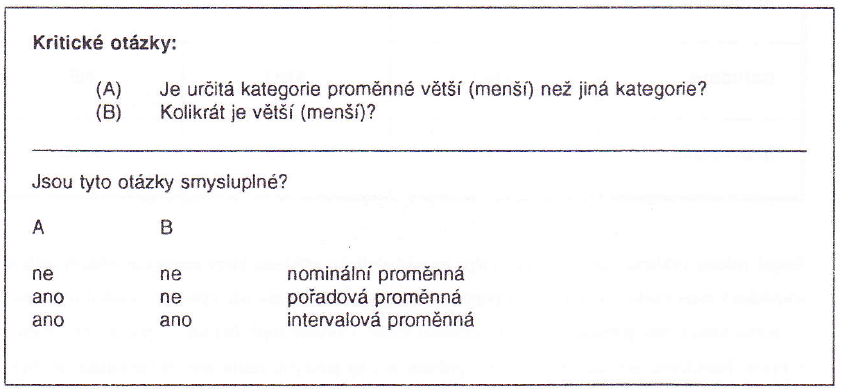 Kritické otázky:
(A) Je určitá kategorie proměnné větší (menší) než jiná kategorie?
(B) Kolikrát je větší (menší)?
Jsou tyto otázky smysluplné?
A B
ne ne nominální proměnná
ano ne pořadová proměnná
ano ano intervalová proměnná